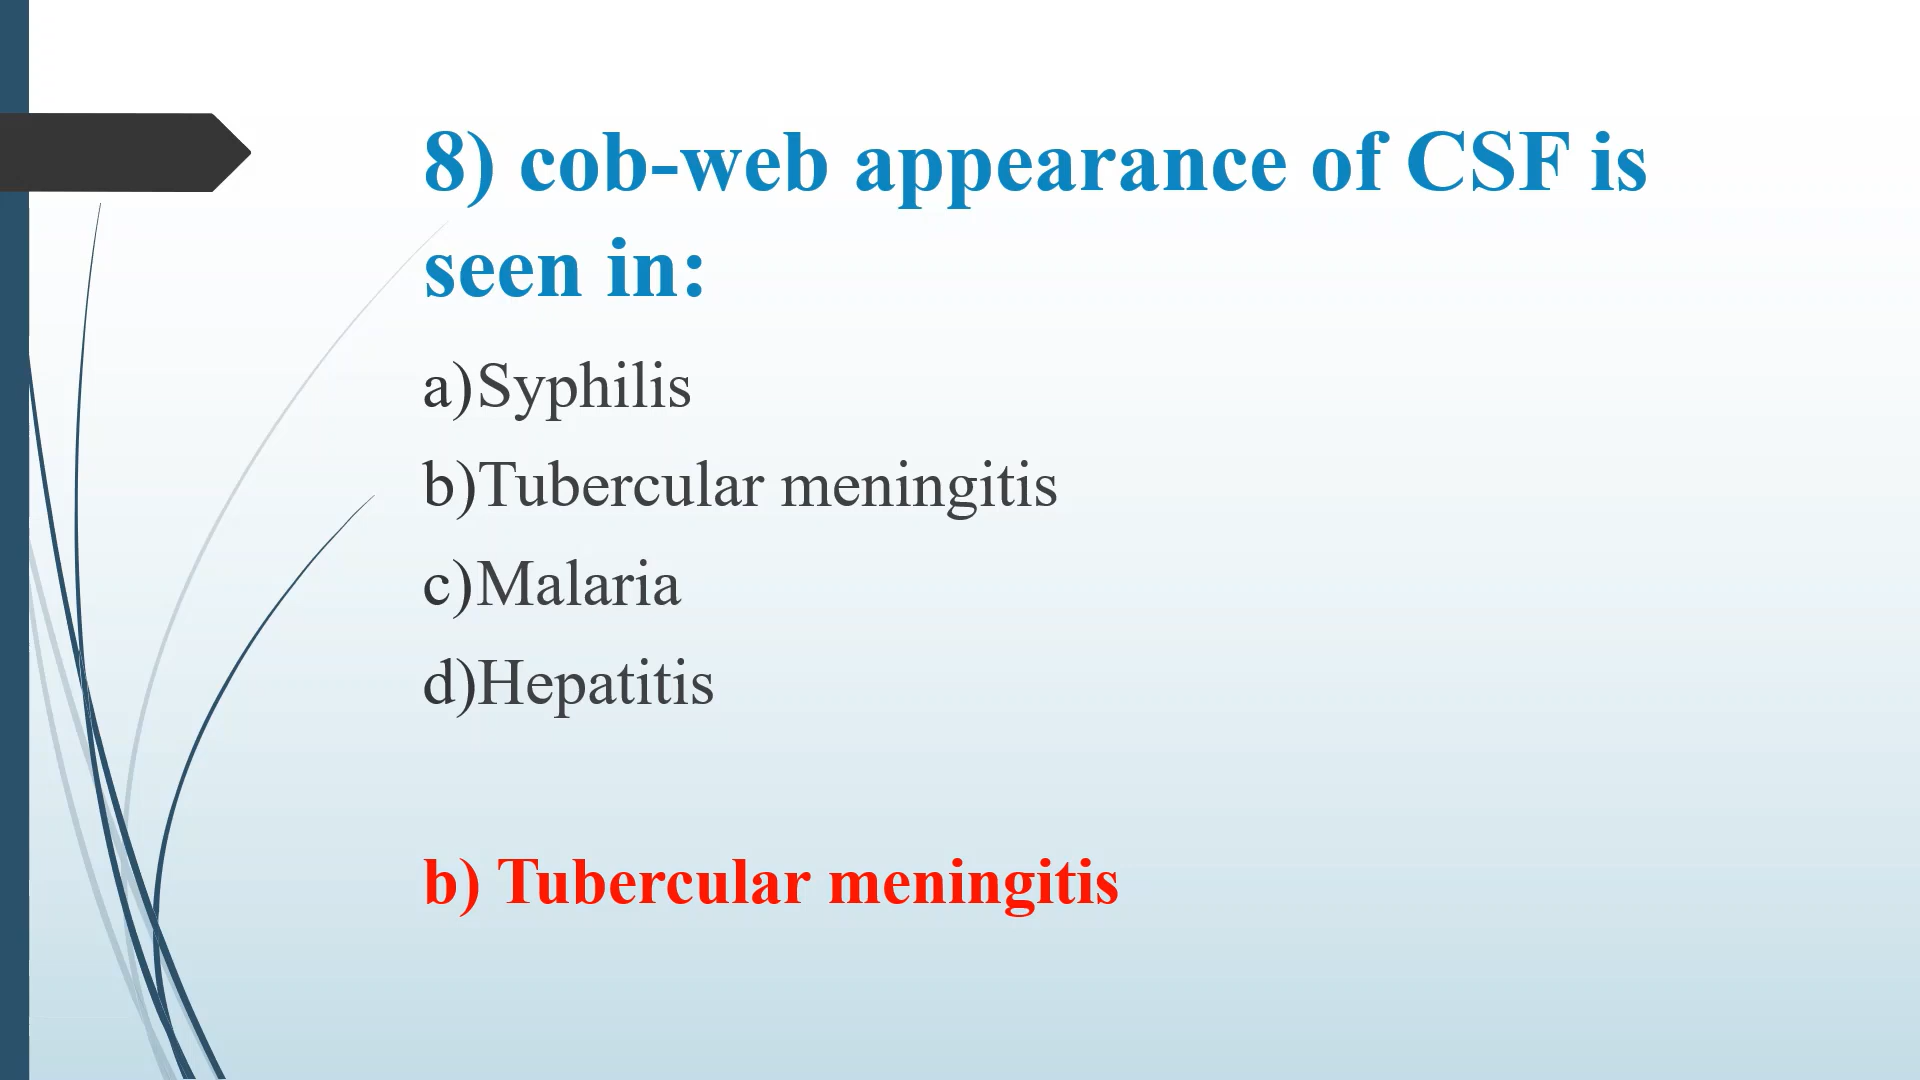 8) cob-web appearance of CSF is
seen in:
a)Syphilis
b)Tubercular meningitis
c)Malaria
d)Hepatitis
b) Tubercular meningitis